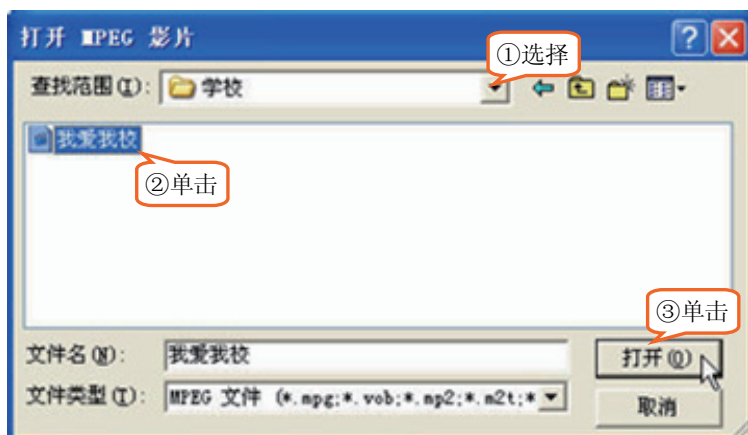 打开 MPEG 影片
①选择
查找范围(I): 学校
我爱我校
②单击
③单击
文件名(N): 我爱我校
打开(O)
文件类型(T): MPEG 文件 (*.mpg;*.vob;*.mp2;*.m2t;*
取消